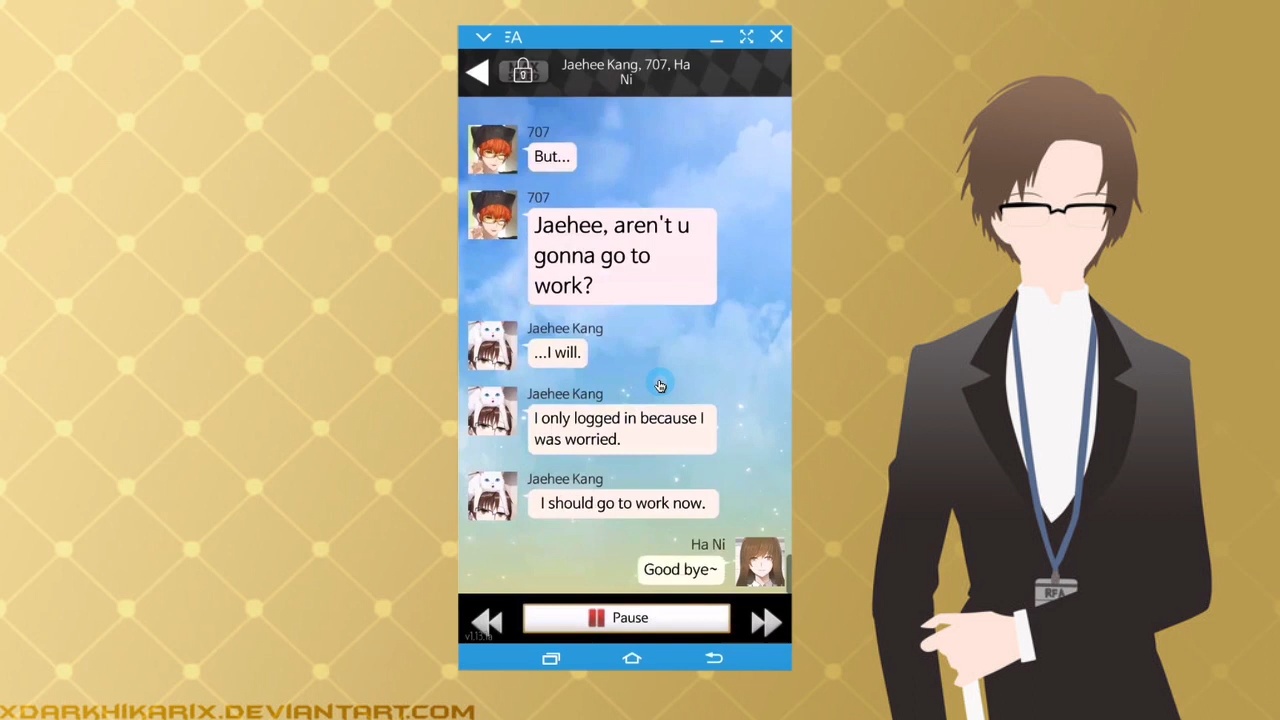 ΞA
Jaehee Kang, 707, Ha
Ni
707
But...
707
Jaehee, aren't u
gonna go to
work?
Jaehee Kang
...I will.
Jaehee Kang
I only logged in because I
was worried.
Jaehee Kang
I should go to work now.
Ha Ni
Good bye~
Pause
RFA
XDARKHIKARIX.DEVIANTART.COM